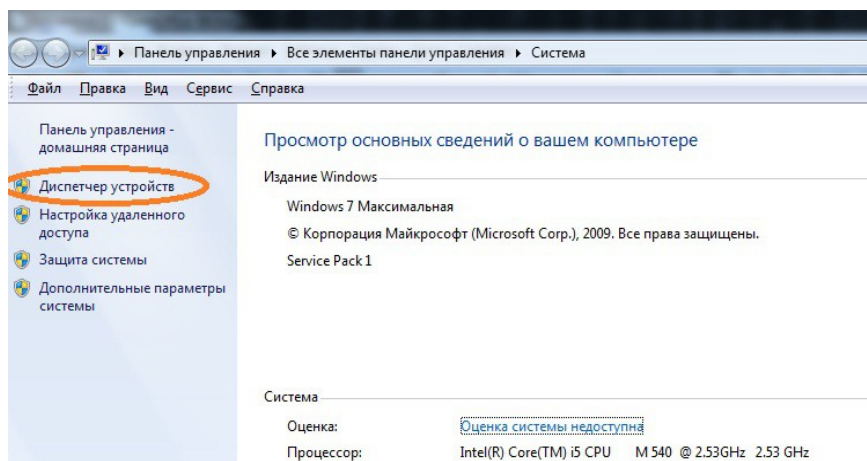 Панель управления ▸ Все элементы панели управления ▸ Система
Файл Правка Вид Сервис Справка
Панель управления -
домашняя страница
Диспетчер устройств
Настройка удаленного
доступа
Защита системы
Дополнительные параметры
системы
Просмотр основных сведений о вашем компьютере
Издание Windows
Windows 7 Максимальная
© Корпорация Майкрософт (Microsoft Corp.), 2009. Все права защищены.
Service Pack 1
Система
Оценка: Оценка системы недоступна
Процессор: Intel(R) Core(TM) i5 CPU M 540 @ 2.53GHz 2.53 GHz